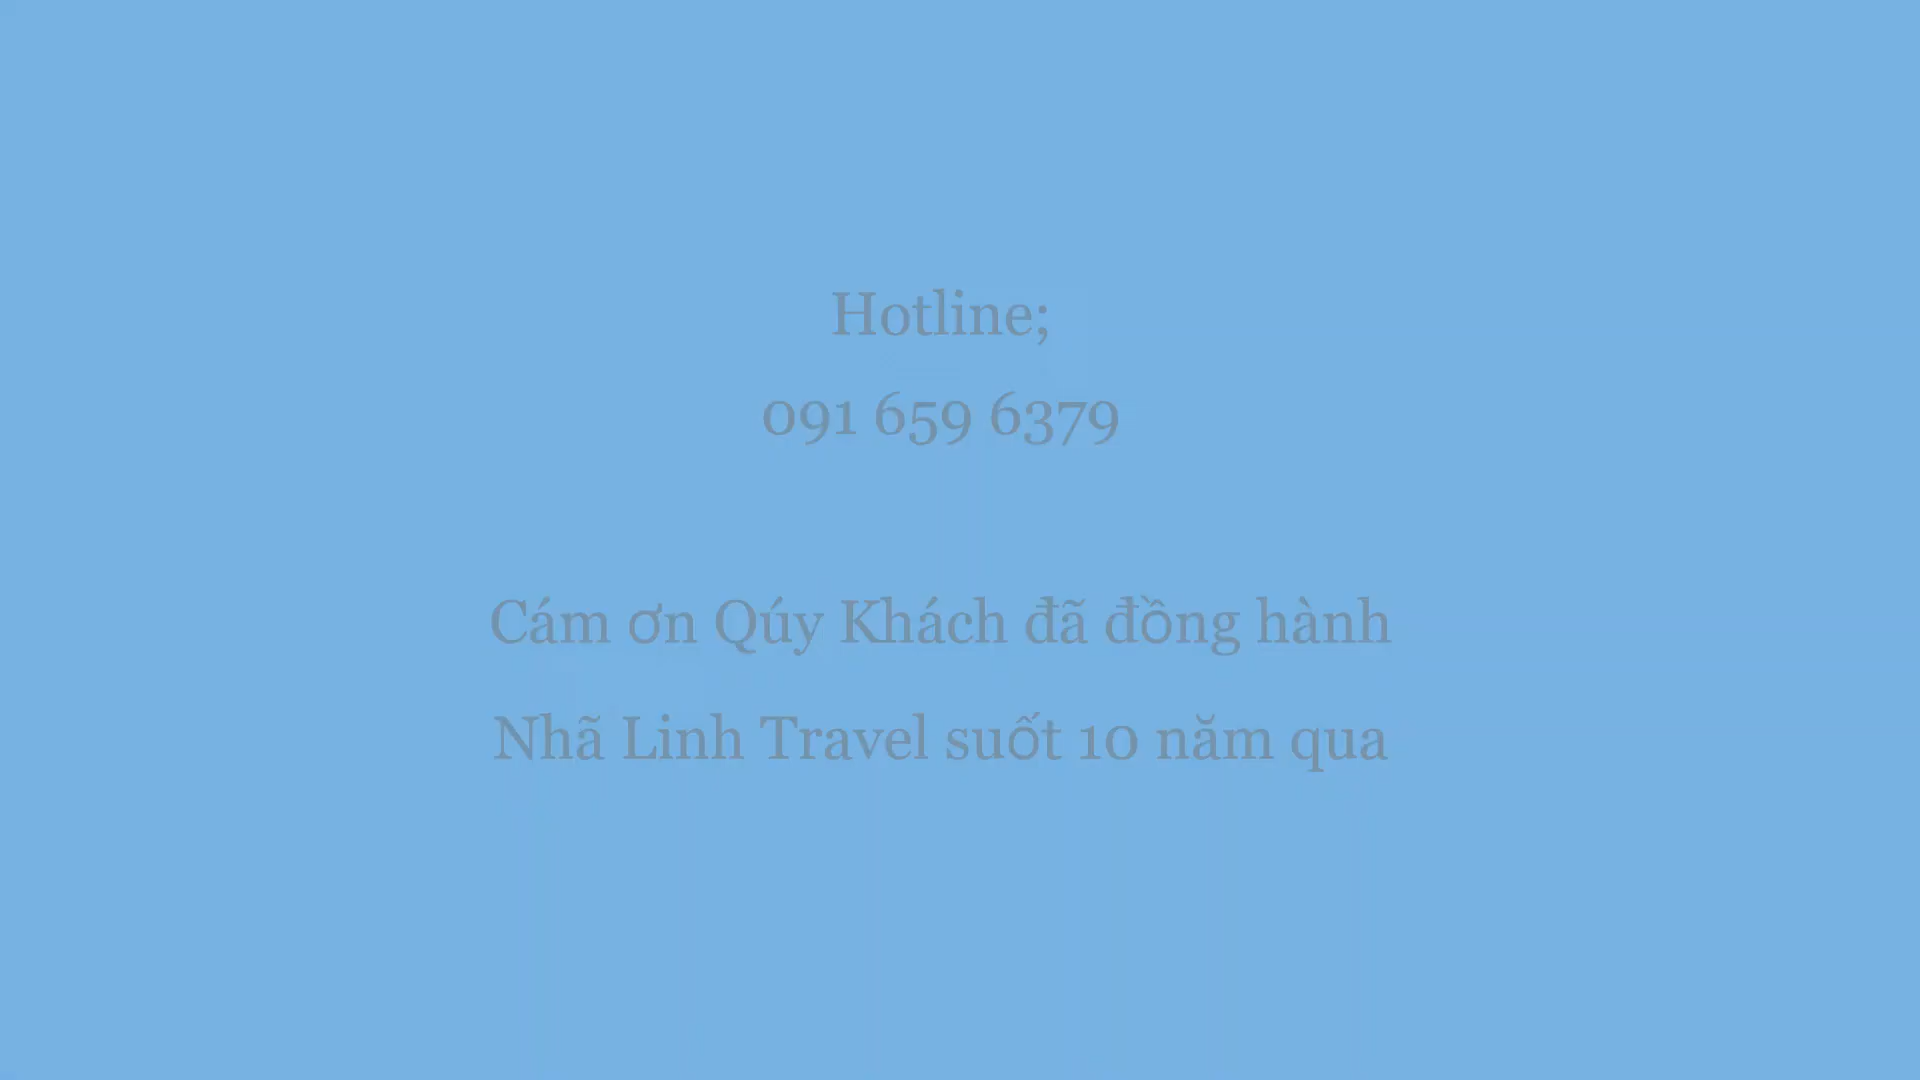 Hotline;
091 659 6379
Cám ơn Qúy Khách đã đồng hành
Nhã Linh Travel suốt 10 năm qua